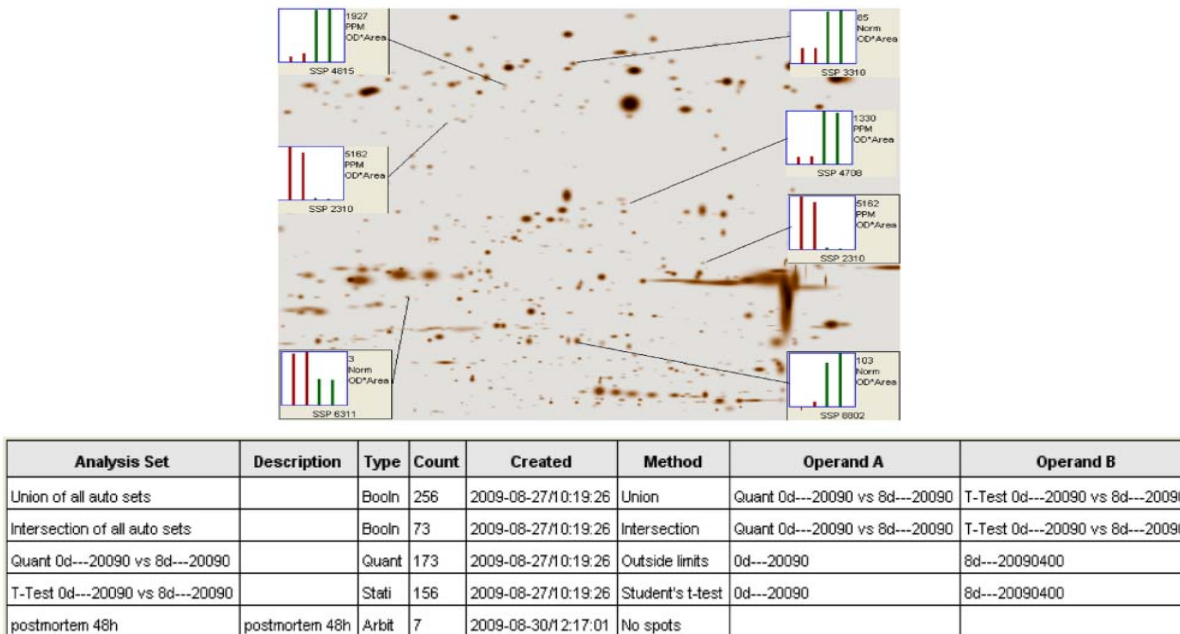 1927
PPM
OD*Area
SSP 4815
85
Norm
OD*Area
SSP 3310
1330
PPM
OD*Area
SSP 4708
5162
PPM
OD*Area
SSP 2310
5162
PPM
OD*Area
SSP 2310
3
Norm
OD*Area
SSP 6311
103
Norm
OD*Area
SSP 8802
Analysis Set Description Type Count Created Method Operand A Operand B
Union of all auto sets Booln 256 2009-08-27/10:19:26 Union Quant 0d---20090 vs 8d---20090 T-Test 0d---20090 vs 8d---2009
Intersection of all auto sets Booln 73 2009-08-27/10:19:26 Intersection Quant 0d---20090 vs 8d---20090 T-Test 0d---20090 vs 8d---2009
Quant 0d---20090 vs 8d---20090 Quant 173 2009-08-27/10:19:26 Outside limits 0d---20090 8d---20090400
T-Test 0d---20090 vs 8d---20090 Stati 156 2009-08-27/10:19:26 Student's t-test 0d---20090 8d---20090400
postmortem 48h postmortem 48h Arbit 7 2009-08-30/12:17:01 No spots